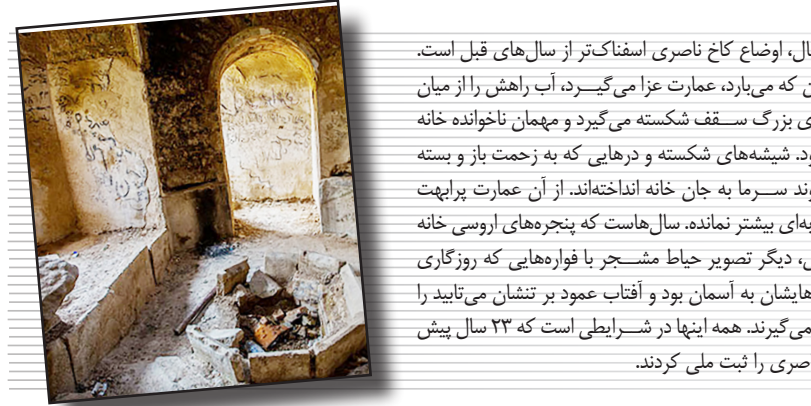 ال، اوضاع کاخ ناصری اسفناک‌تر از سال‌های قبل است.
ن که می‌بارد، عمارت عزا می‌گیــرد، آب راهش را از میان
ی بزرگ ســقف شکسته می‌گیرد و مهمان ناخوانده خانه
ود. شیشه‌های شکسته و درهایی که به زحمت باز و بسته
وند ســرما به جان خانه انداخته‌اند. از آن عمارت پرابهت
به‌ای بیشتر نمانده. سال‌هاست که پنجره‌های اروسی خانه
، دیگر تصویر حیاط مشــجر با فواره‌هایی که روزگاری
هایشان به آسمان بود و آفتاب عمود بر تنشان می‌تابید را
می‌گیرند. همه اینها در شــرایطی است که ۲۳ سال پیش
اصری را ثبت ملی کردند.